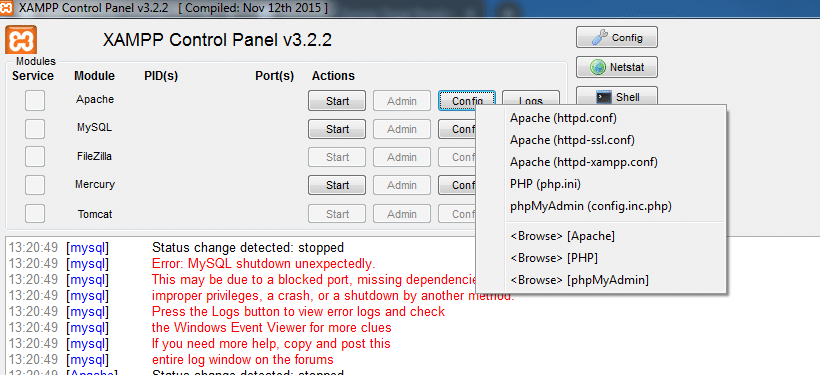 XAMPP Control Panel v3.2.2 [ Compiled: Nov 12th 2015 ]
XAMPP Control Panel v3.2.2
Config
Modules
Service Module PID(s) Port(s) Actions
Netstat
Apache Start Admin Config Logs
Shell
MySQL Start Admin
FileZilla Start Admin
Mercury Start Admin
Tomcat Start Admin
Apache (httpd.conf)
Apache (httpd-ssl.conf)
Apache (httpd-xampp.conf)
PHP (php.ini)
phpMyAdmin (config.inc.php)
<Browse> [Apache]
<Browse> [PHP]
<Browse> [phpMyAdmin]
13:20:49 [mysql] Status change detected: stopped
13:20:49 [mysql] Error: MySQL shutdown unexpectedly.
13:20:49 [mysql] This may be due to a blocked port, missing dependencie
13:20:49 [mysql] improper privileges, a crash, or a shutdown by another method.
13:20:49 [mysql] Press the Logs button to view error logs and check
13:20:49 [mysql] the Windows Event Viewer for more clues
13:20:49 [mysql] If you need more help, copy and post this
13:20:49 [mysql] entire log window on the forums
13:20:49 [Apache] Status change detected: stopped